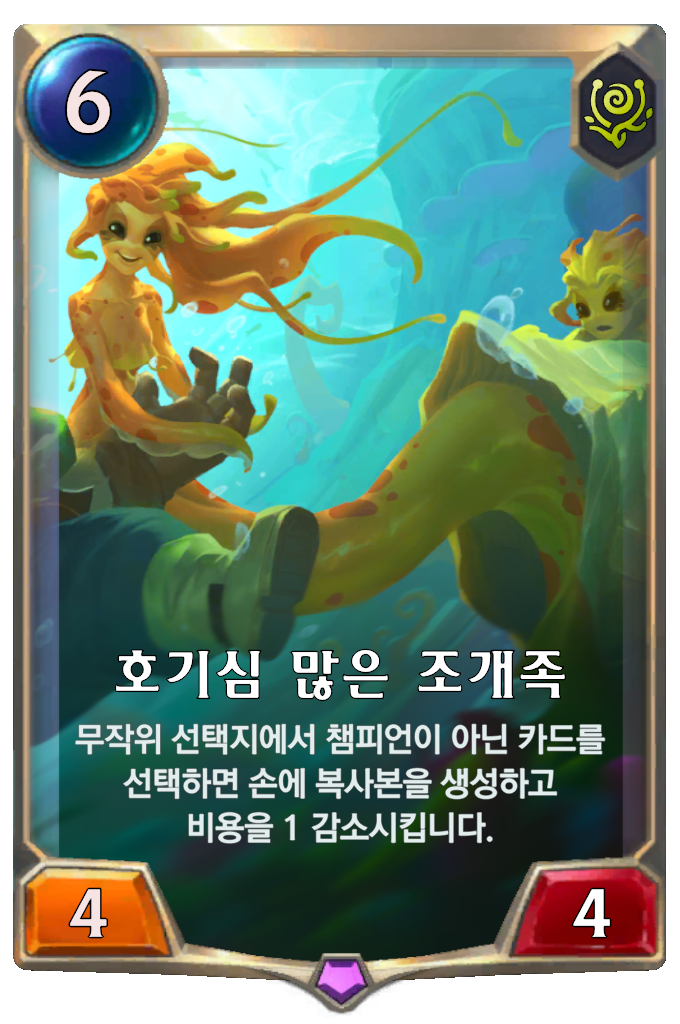 6
호기심 많은 조개족
무작위 선택지에서 챔피언이 아닌 카드를
선택하면 손에 복사본을 생성하고
비용을 1 감소시킵니다.
4
4